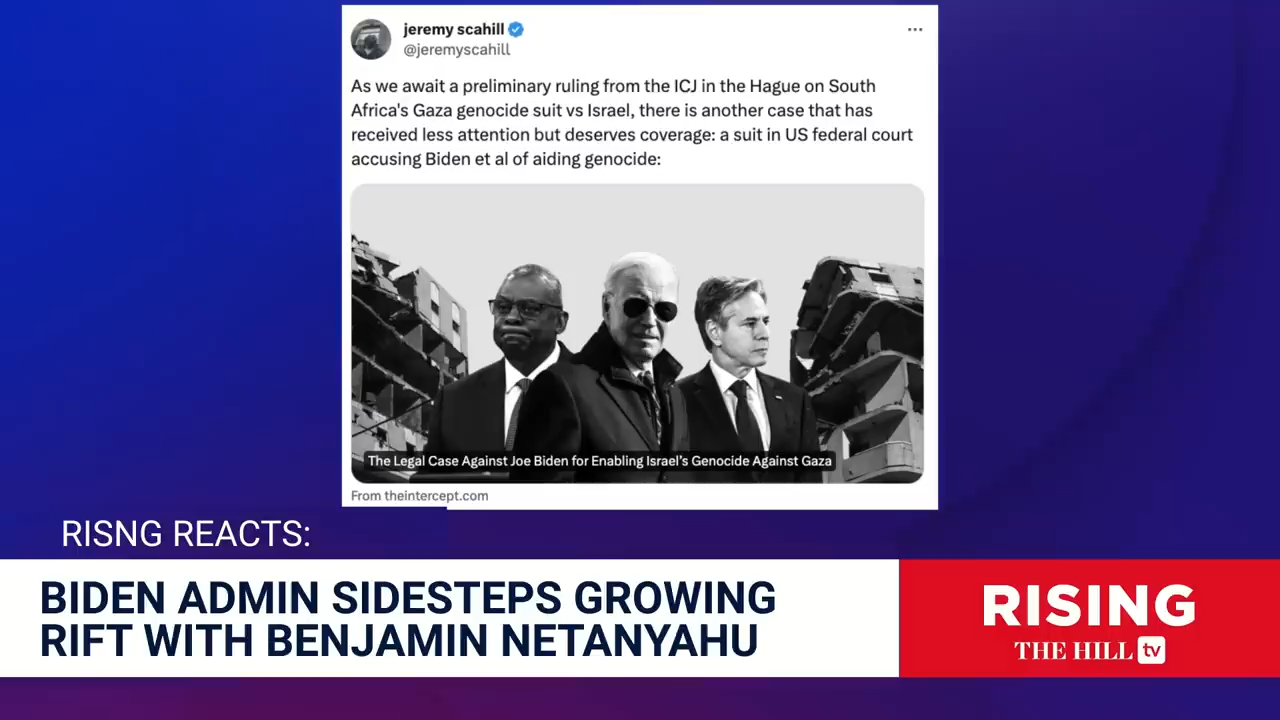 jeremy scahill
@jeremyscahill
As we await a preliminary ruling from the ICJ in the Hague on South
Africa's Gaza genocide suit vs Israel, there is another case that has
received less attention but deserves coverage: a suit in US federal court
accusing Biden et al of aiding genocide:
The Legal Case Against Joe Biden for Enabling Israel's Genocide Against Gaza
From theintercept.com
RISNG REACTS:
BIDEN ADMIN SIDESTEPS GROWING
RIFT WITH BENJAMIN NETANYAHU
RISING
THE HILL tv